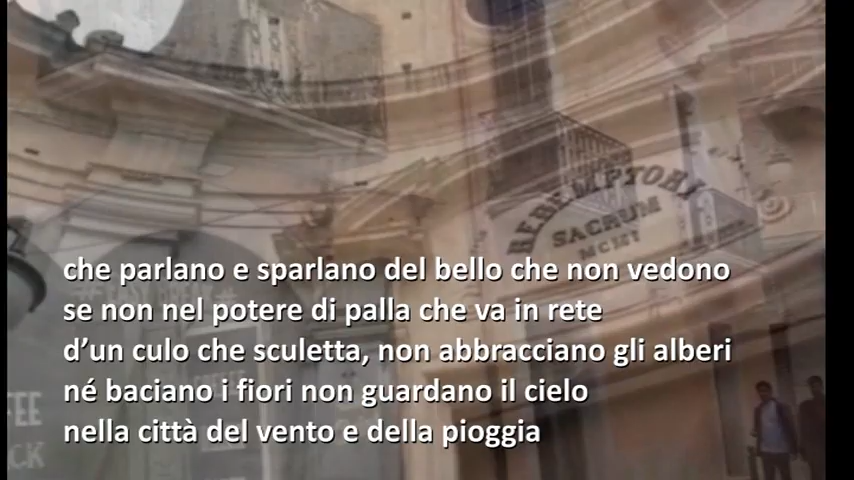 REDEMPTORI
SACRUM
MCMI
che parlano e sparlano del bello che non vedono
se non nel potere di palla che va in rete
d’un culo che sculetta, non abbracciano gli alberi
né baciano i fiori non guardano il cielo
nella città del vento e della pioggia